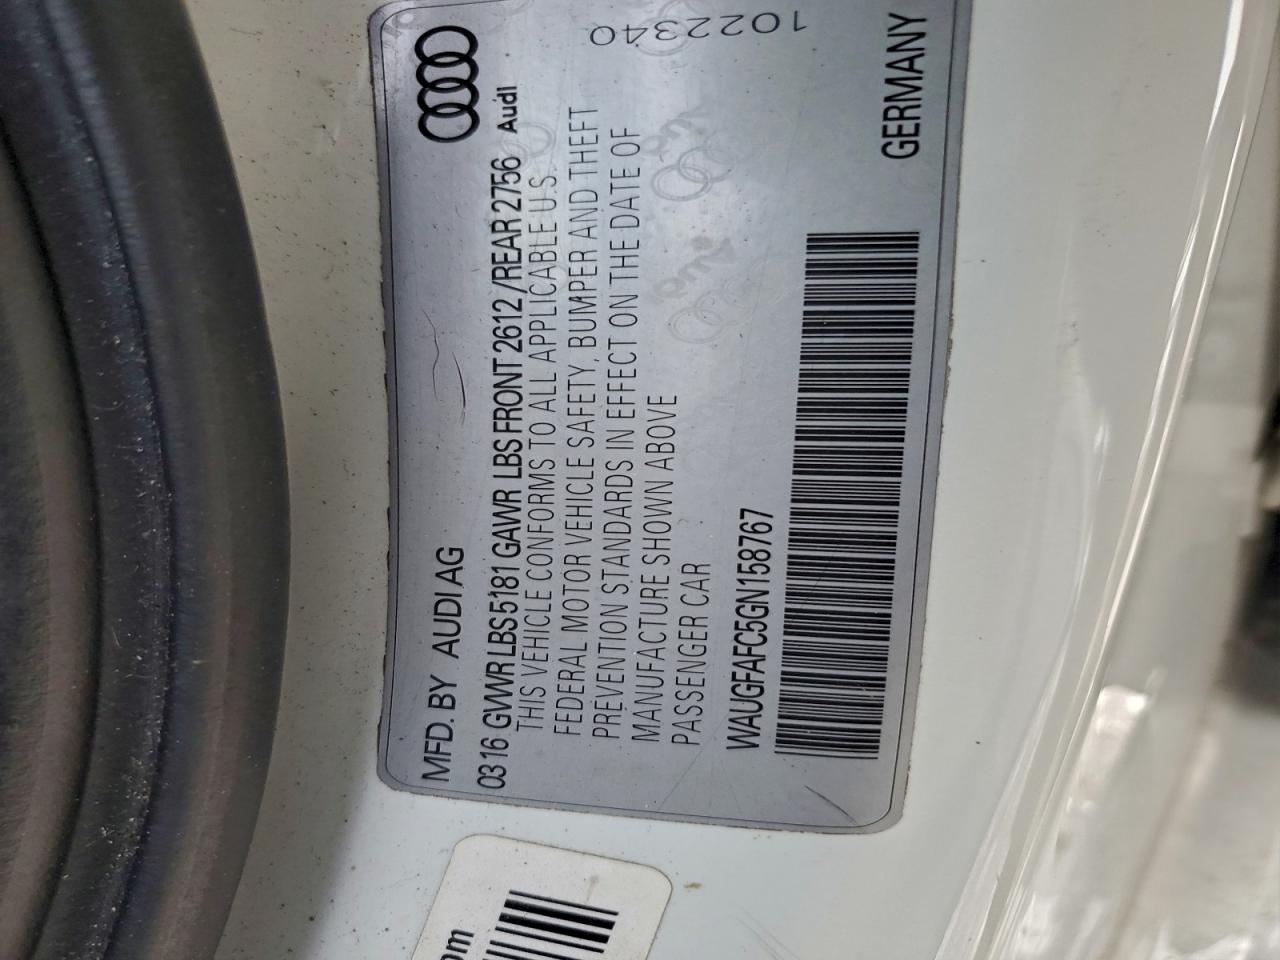 MFD. BY AUDI AG
0316 GVWR LBS 5181 GAWR LBS FRONT 2612 /REAR 2756 Audi
THIS VEHICLE CONFORMS TO ALL APPLICABLE U.S.
FEDERAL MOTOR VEHICLE SAFETY, BUMPER AND THEFT
PREVENTION STANDARDS IN EFFECT ON THE DATE OF
MANUFACTURE SHOWN ABOVE
PASSENGER CAR
WAUGFAFC5GN158767
GERMANY
1022340